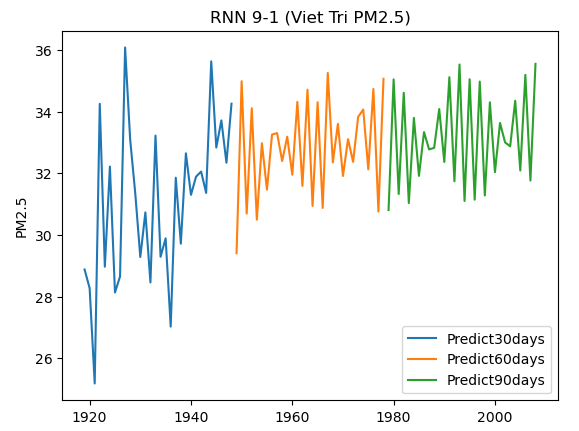 RNN 9-1 (Viet Tri PM2.5)
36
34
32
30
28
26
PM2.5
1920 1940 1960 1980 2000
Predict30days
Predict60days
Predict90days